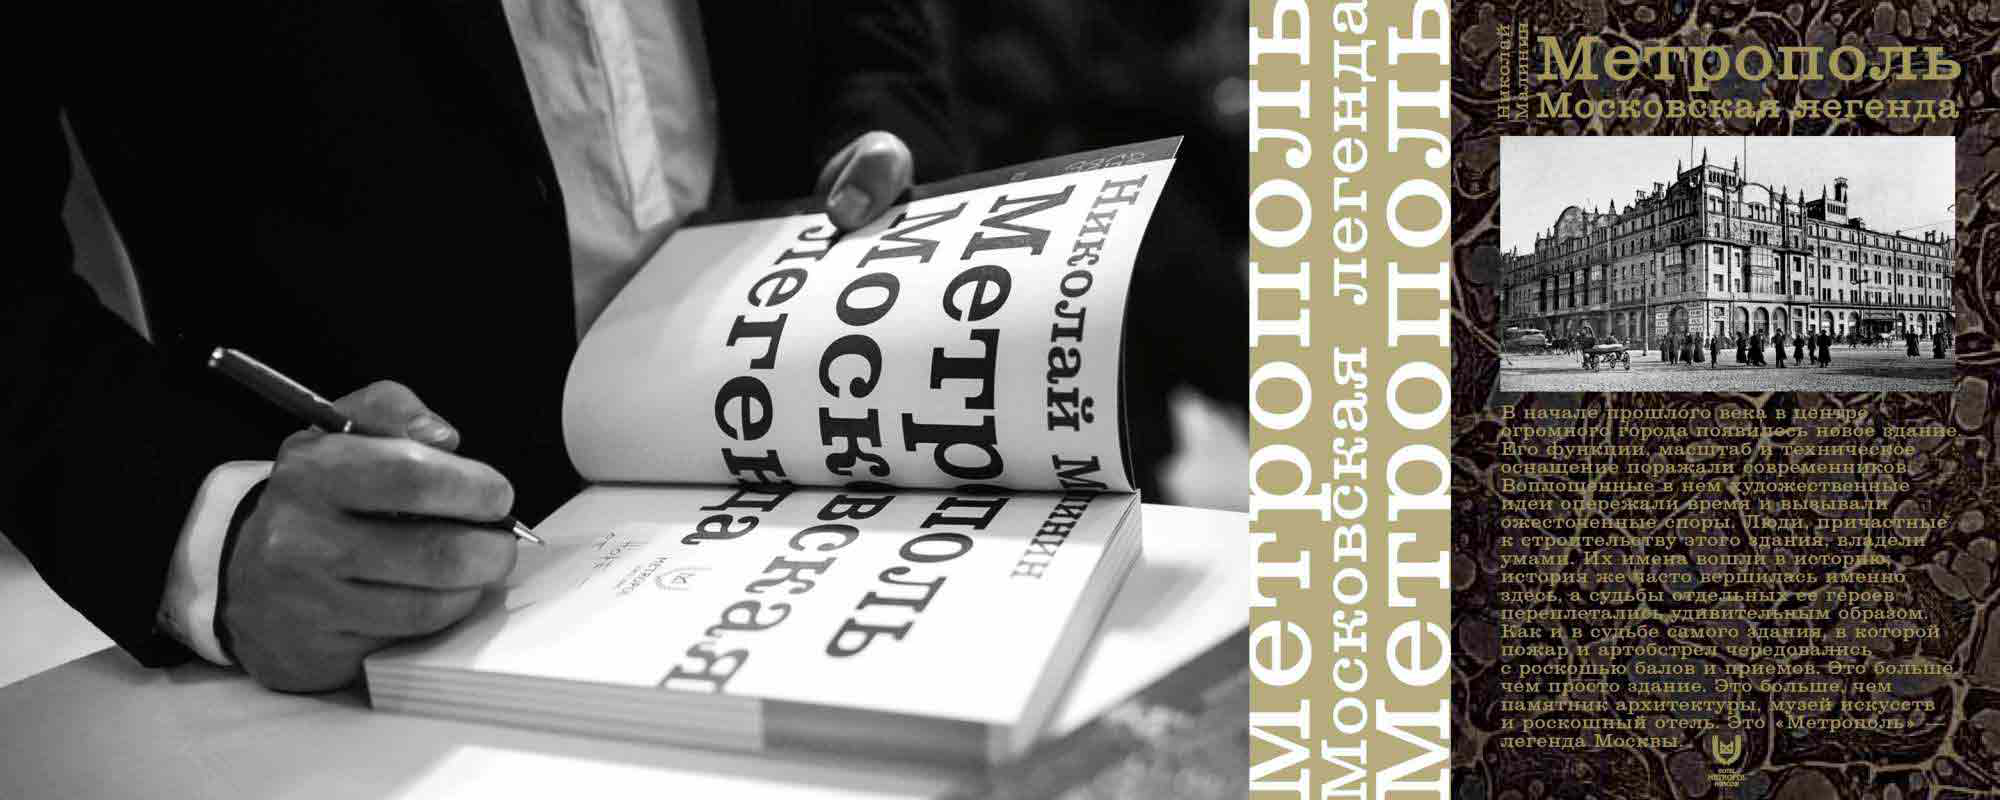 Николай Малинин
Метрополь
Московская
легенда
METROPOL
Метрополь
Московская легенда
Метрополь
Николай
Малинин
Метрополь
Московская легенда
В начале прошлого века в центре
огромного города появилось новое здание.
Его функции, масштаб и техническое
оснащение поражали современников.
Воплощенные в нем художественные
идеи опережали время и вызывали
ожесточенные споры. Люди, причастные
к строительству этого здания, владели
умами. Их имена вошли в историю,
история же часто вершилась именно
здесь, а судьбы отдельных ее героев
переплетались удивительным образом.
Как и в судьбе самого здания, в которой
пожар и артобстрел чередовались
с роскошью балов и приемов. Это больше,
чем просто здание. Это больше, чем
памятник архитектуры, музей искусств
и роскошный отель. Это «Метрополь» —
легенда Москвы.
HOTEL
METROPOL
MOSCOW